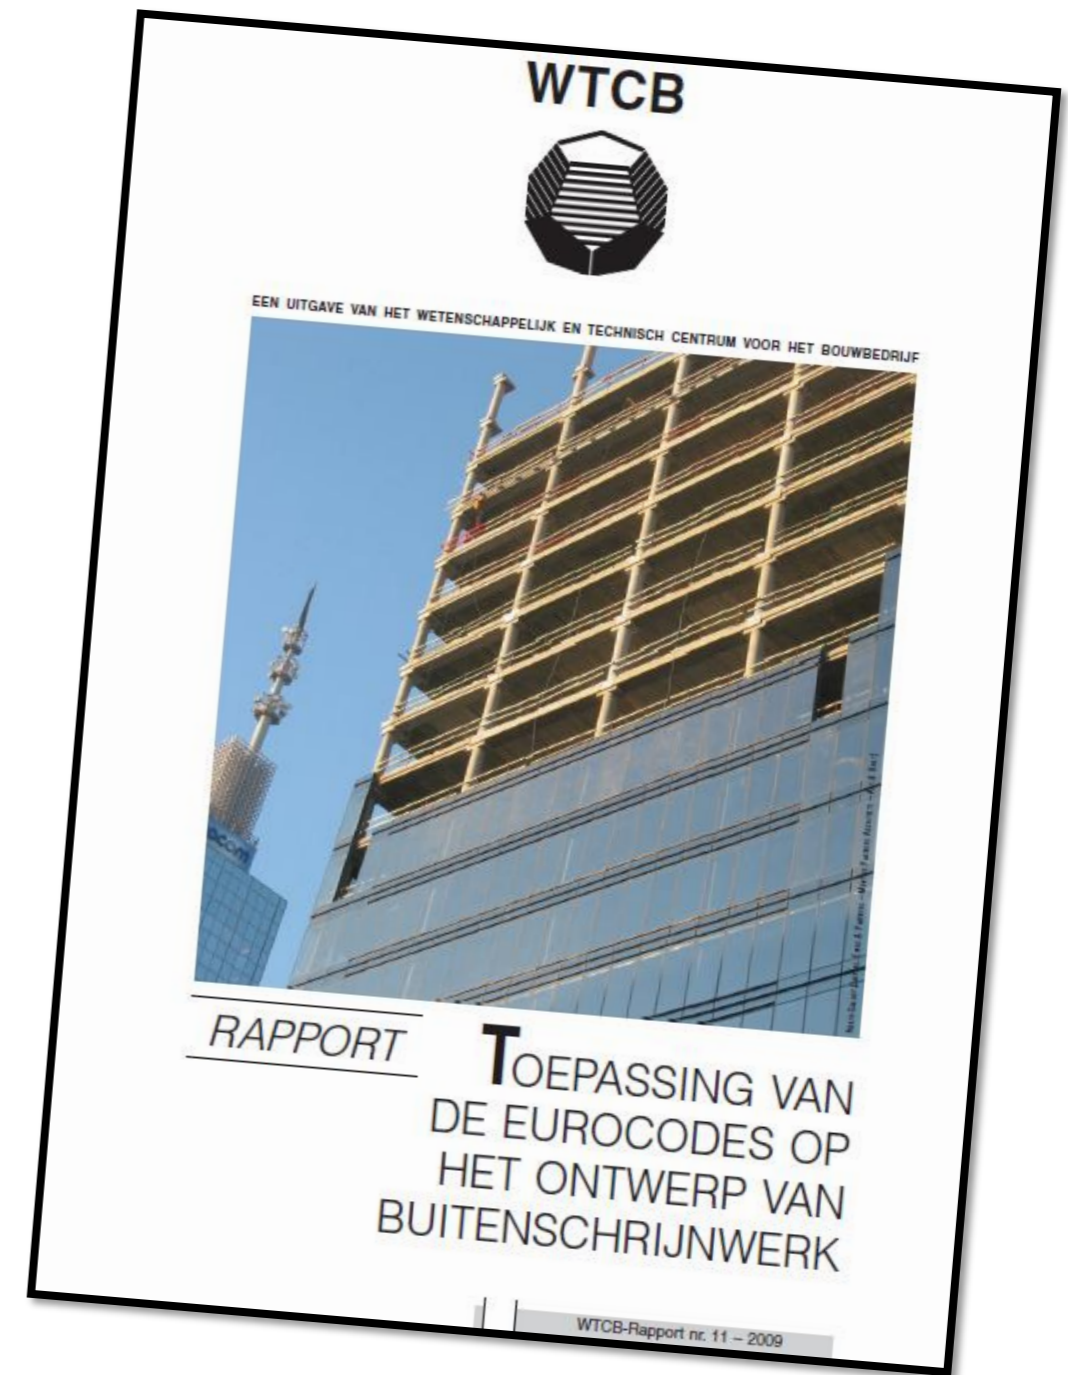 WTCB
EEN UITGAVE VAN HET WETENSCHAPPELIJK EN TECHNISCH CENTRUM VOOR HET BOUWBEDRIJF
RAPPORT
TOEPASSING VAN
DE EUROCODES OP
HET ONTWERP VAN
BUITENSCHRIJNWERK
WTCB-Rapport nr. 11 – 2009